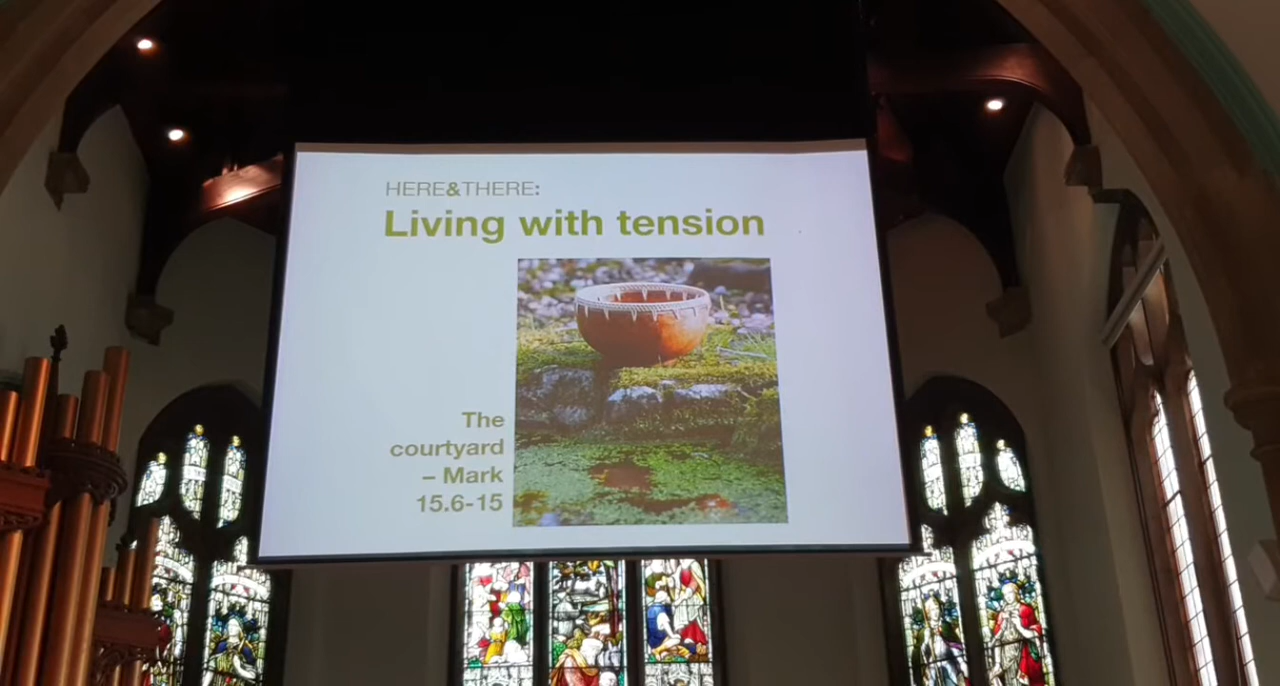 HERE&THERE:
Living with tension
The
courtyard
– Mark
15.6-15